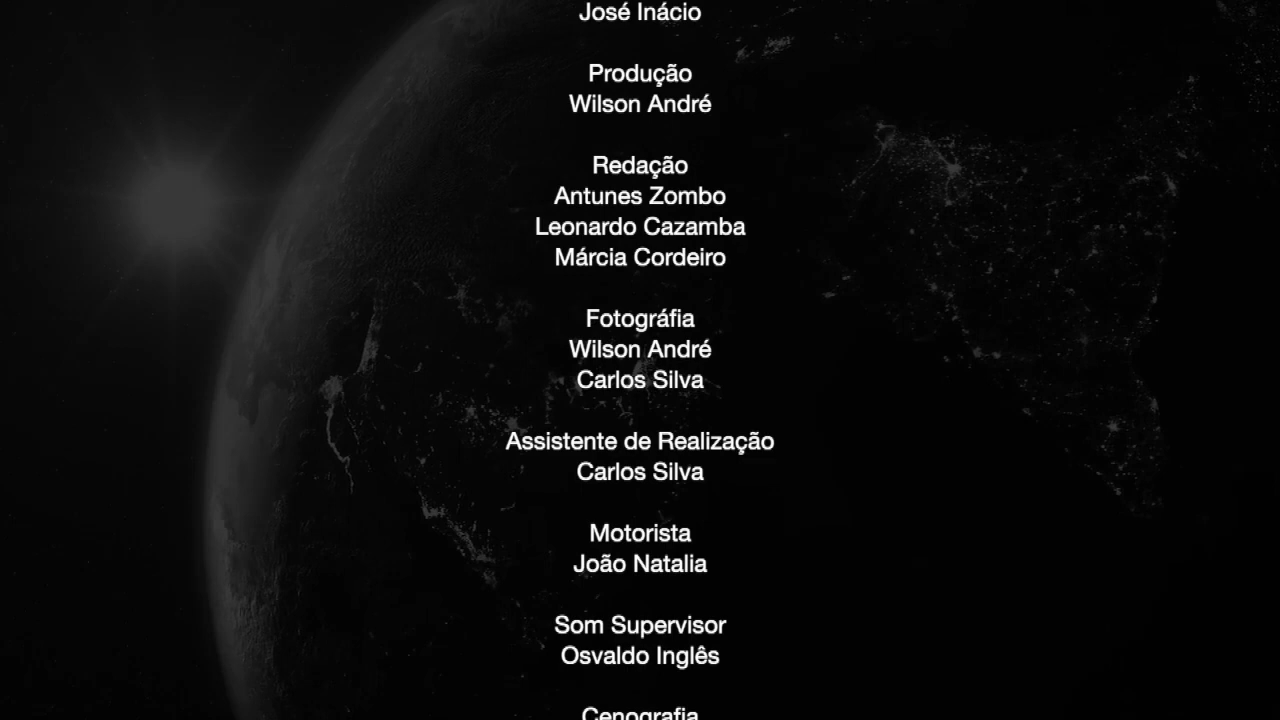 José Inácio
Produção
Wilson André
Redação
Antunes Zombo
Leonardo Cazamba
Márcia Cordeiro
Fotográfia
Wilson André
Carlos Silva
Assistente de Realização
Carlos Silva
Motorista
João Natalia
Som Supervisor
Osvaldo Inglês
Cenografia